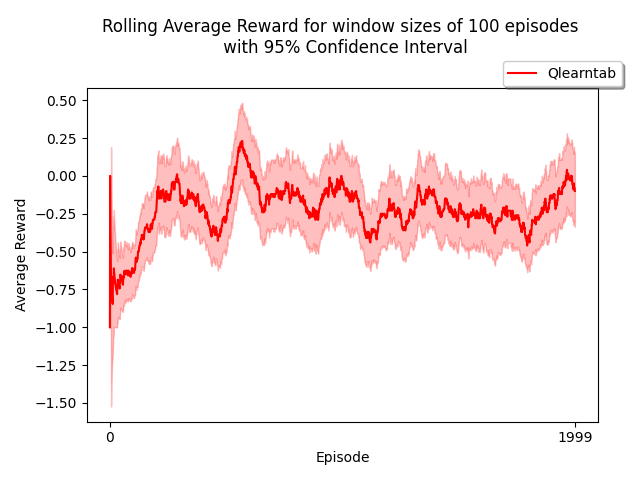 Rolling Average Reward for window sizes of 100 episodes
with 95% Confidence Interval
Qlearntab
0.50
0.25
0.00
−0.25
−0.50
−0.75
−1.00
−1.25
−1.50
Average Reward
0
1999
Episode